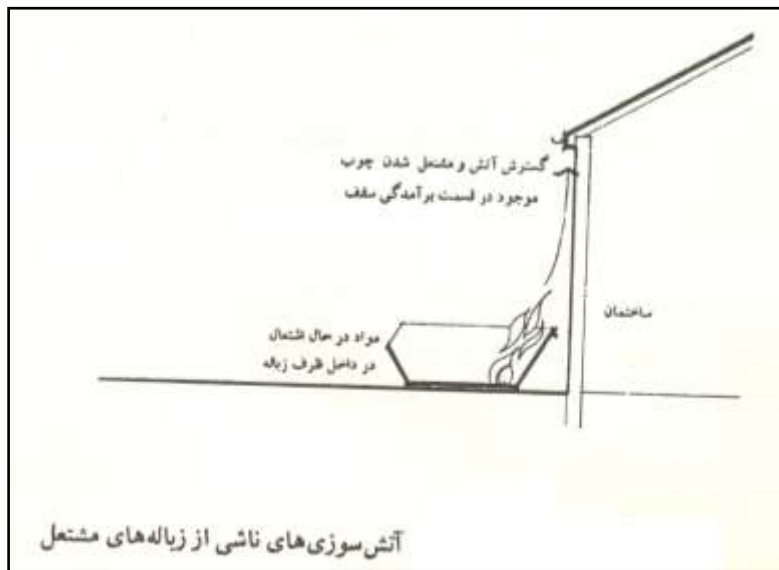 گسترش آتش و مشتعل شدن چوب
موجود در قسمت برآمدگی سقف
ساختمان
مواد در حال اشتعال
در داخل ظرف زباله
آتش‌سوزی‌های ناشی از زباله‌های مشتعل